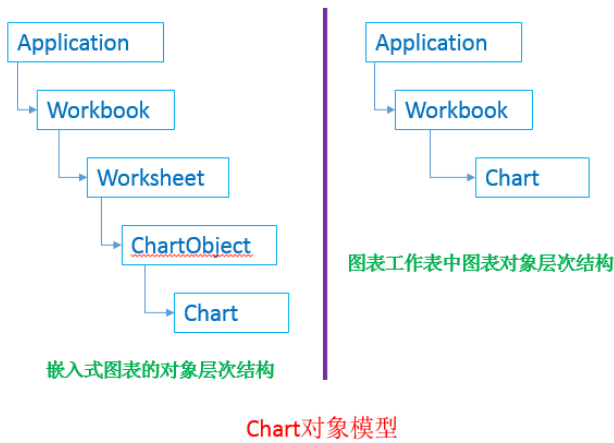 Application
Workbook
Worksheet
ChartObject
Chart
嵌入式图表的对象层次结构
Application
Workbook
Chart
图表工作表中图表对象层次结构
Chart对象模型